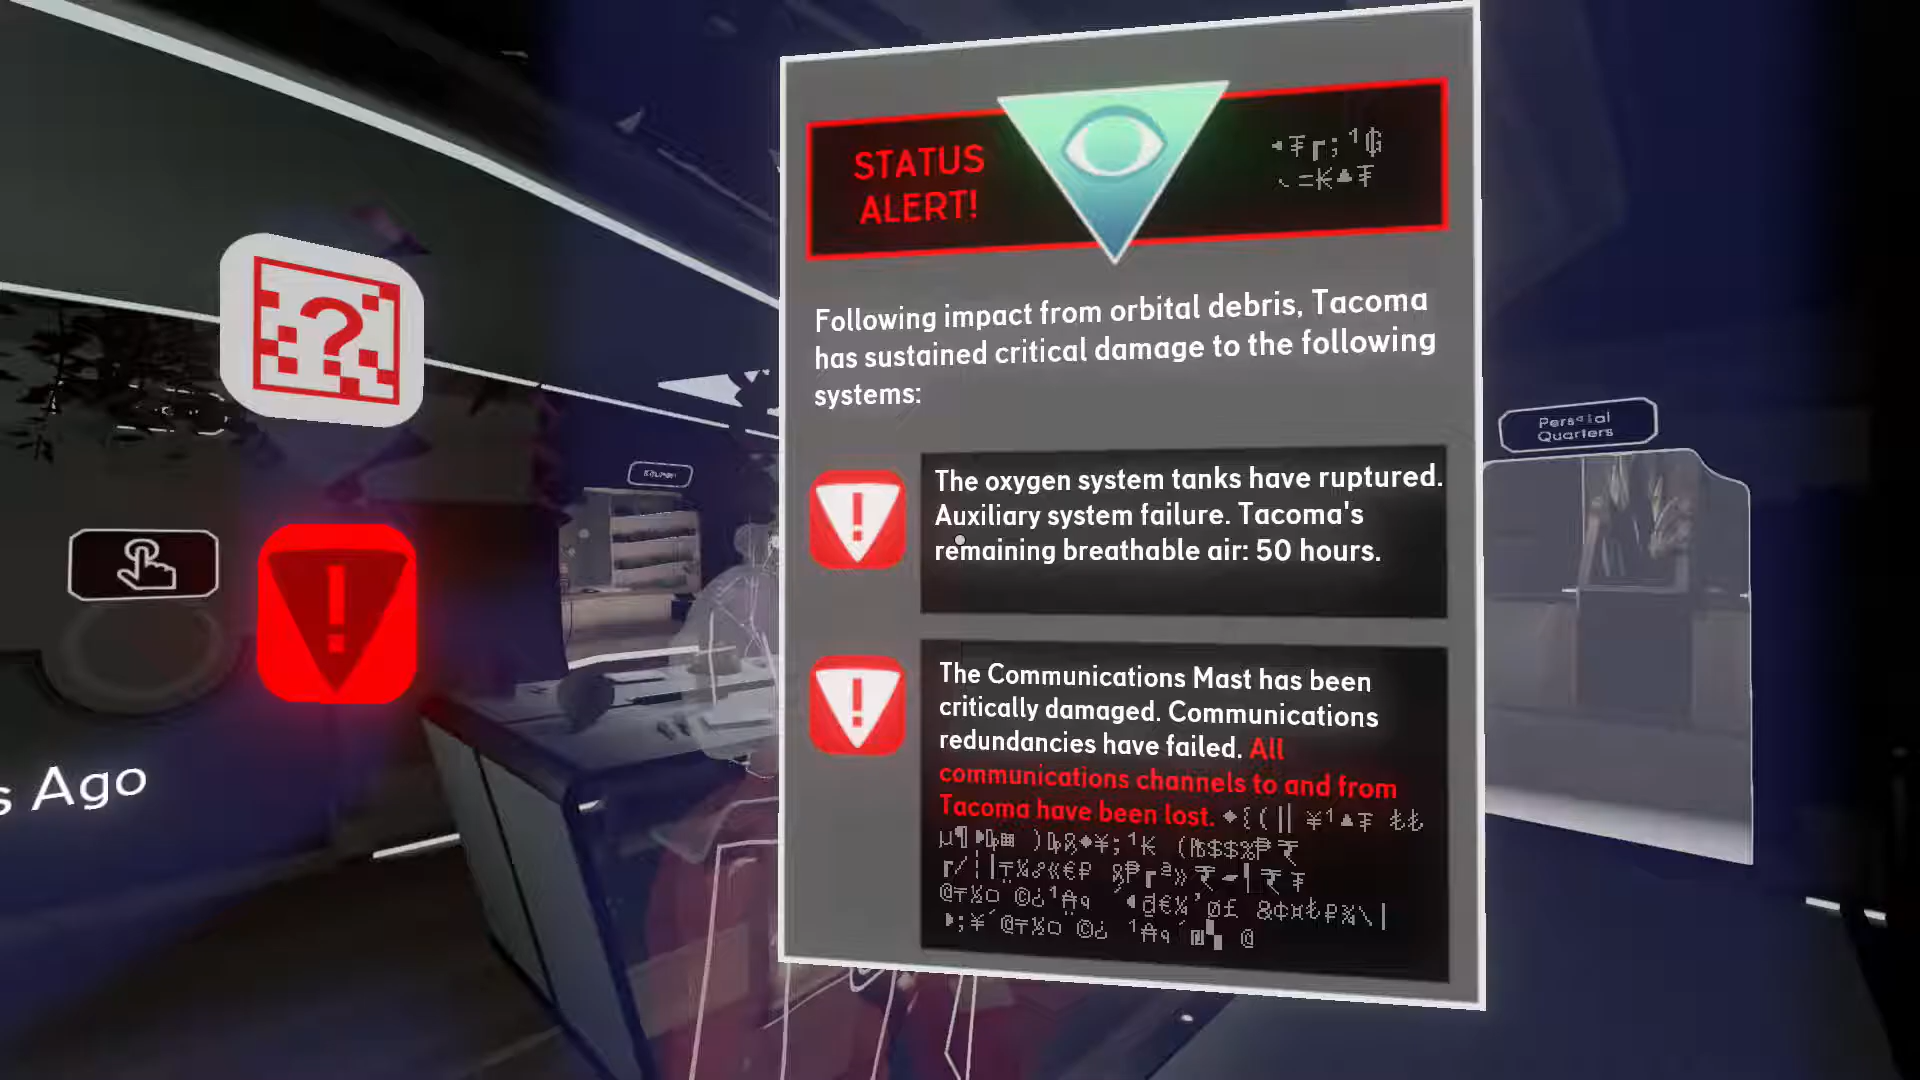 STATUS
ALERT!
Following impact from orbital debris, Tacoma
has sustained critical damage to the following
systems:
The oxygen system tanks have ruptured.
Auxiliary system failure. Tacoma's
remaining breathable air: 50 hours.
The Communications Mast has been
critically damaged. Communications
redundancies have failed. All
communications channels to and from
Tacoma have been lost.
Quarters
s Ago